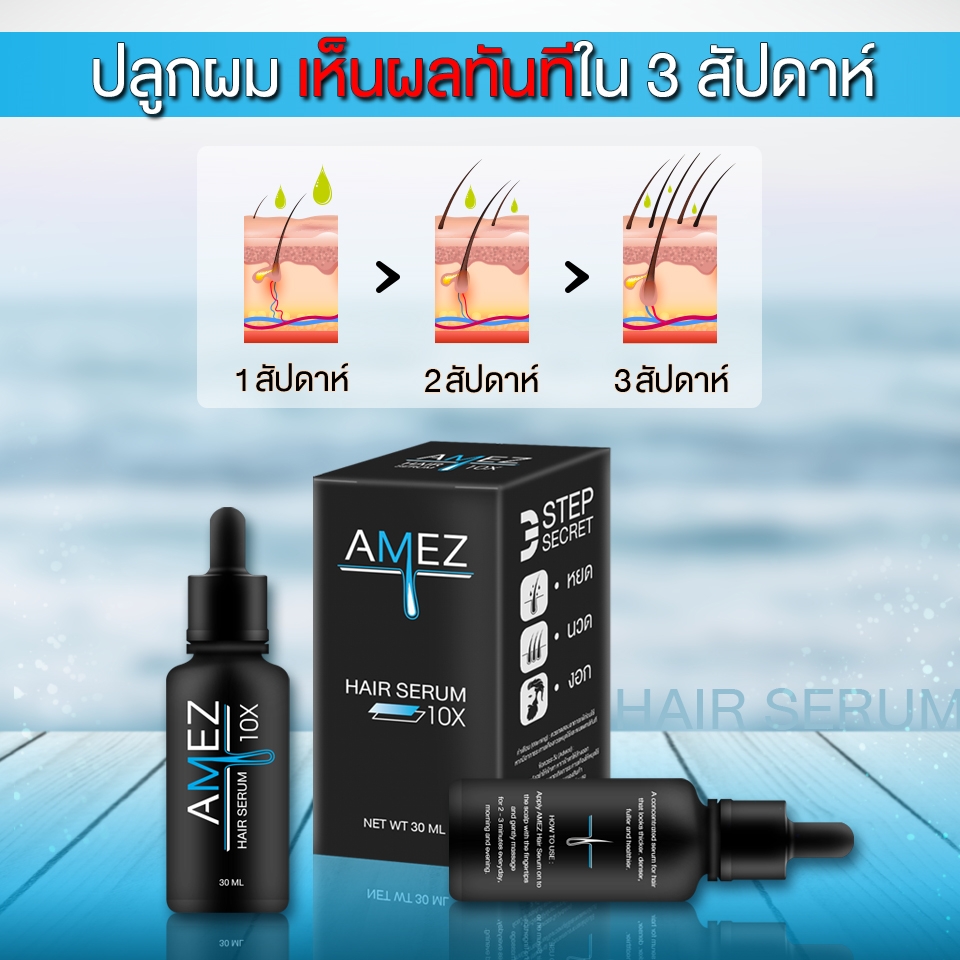 ปลูกผม เห็นผลทันทีใน 3 สัปดาห์
1 สัปดาห์
>
2 สัปดาห์
>
3 สัปดาห์
AMEZ
HAIR SERUM 10X
AMEZ
HAIR SERUM
10X
NET WT 30 ML
3 STEP
SECRET
• หยด
• นวด
• งอก
HAIR SERUM
AMEZ
HAIR SERUM 10X
30 ML
A concentrated serum for hair
that looks thicker, denser,
fuller and healthier.
HOW TO USE :
Apply AMEZ Hair Serum on to
the scalp with the fingertips
and gently massage
for 2 - 3 minutes everyday,
morning and evening.